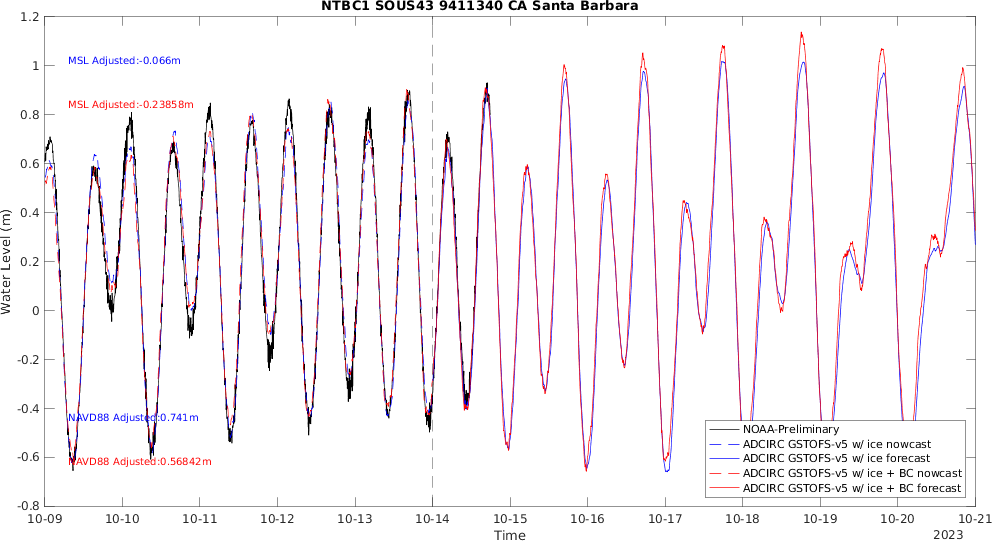 NTBC1 SOUS43 9411340 CA Santa Barbara
1.2
1
0.8
0.6
0.4
0.2
0
-0.2
-0.4
-0.6
-0.8
Water Level (m)
MSL Adjusted:-0.066m
MSL Adjusted:-0.23858m
NAVD88 Adjusted:0.741m
NAVD88 Adjusted:0.56842m
NOAA-Preliminary
ADCIRC GSTOFS-v5 w/ ice nowcast
ADCIRC GSTOFS-v5 w/ ice forecast
ADCIRC GSTOFS-v5 w/ ice + BC nowcast
ADCIRC GSTOFS-v5 w/ ice + BC forecast
10-09 10-10 10-11 10-12 10-13 10-14 10-15 10-16 10-17 10-18 10-19 10-20 10-21
Time
2023